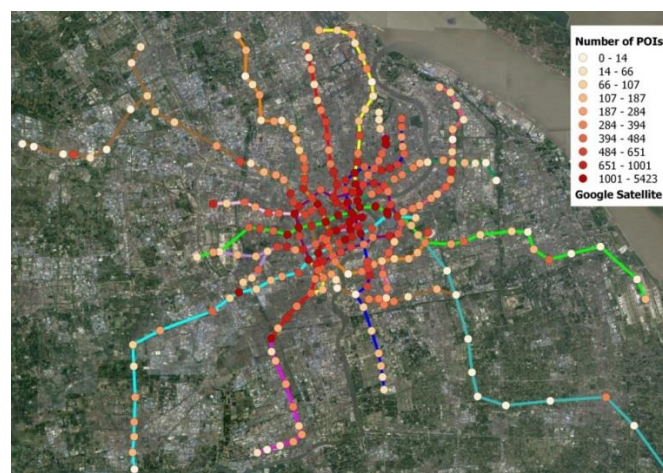 Number of POIs
0 - 14
14 - 66
66 - 107
107 - 187
187 - 284
284 - 394
394 - 484
484 - 651
651 - 1001
1001 - 5423
Google Satellite